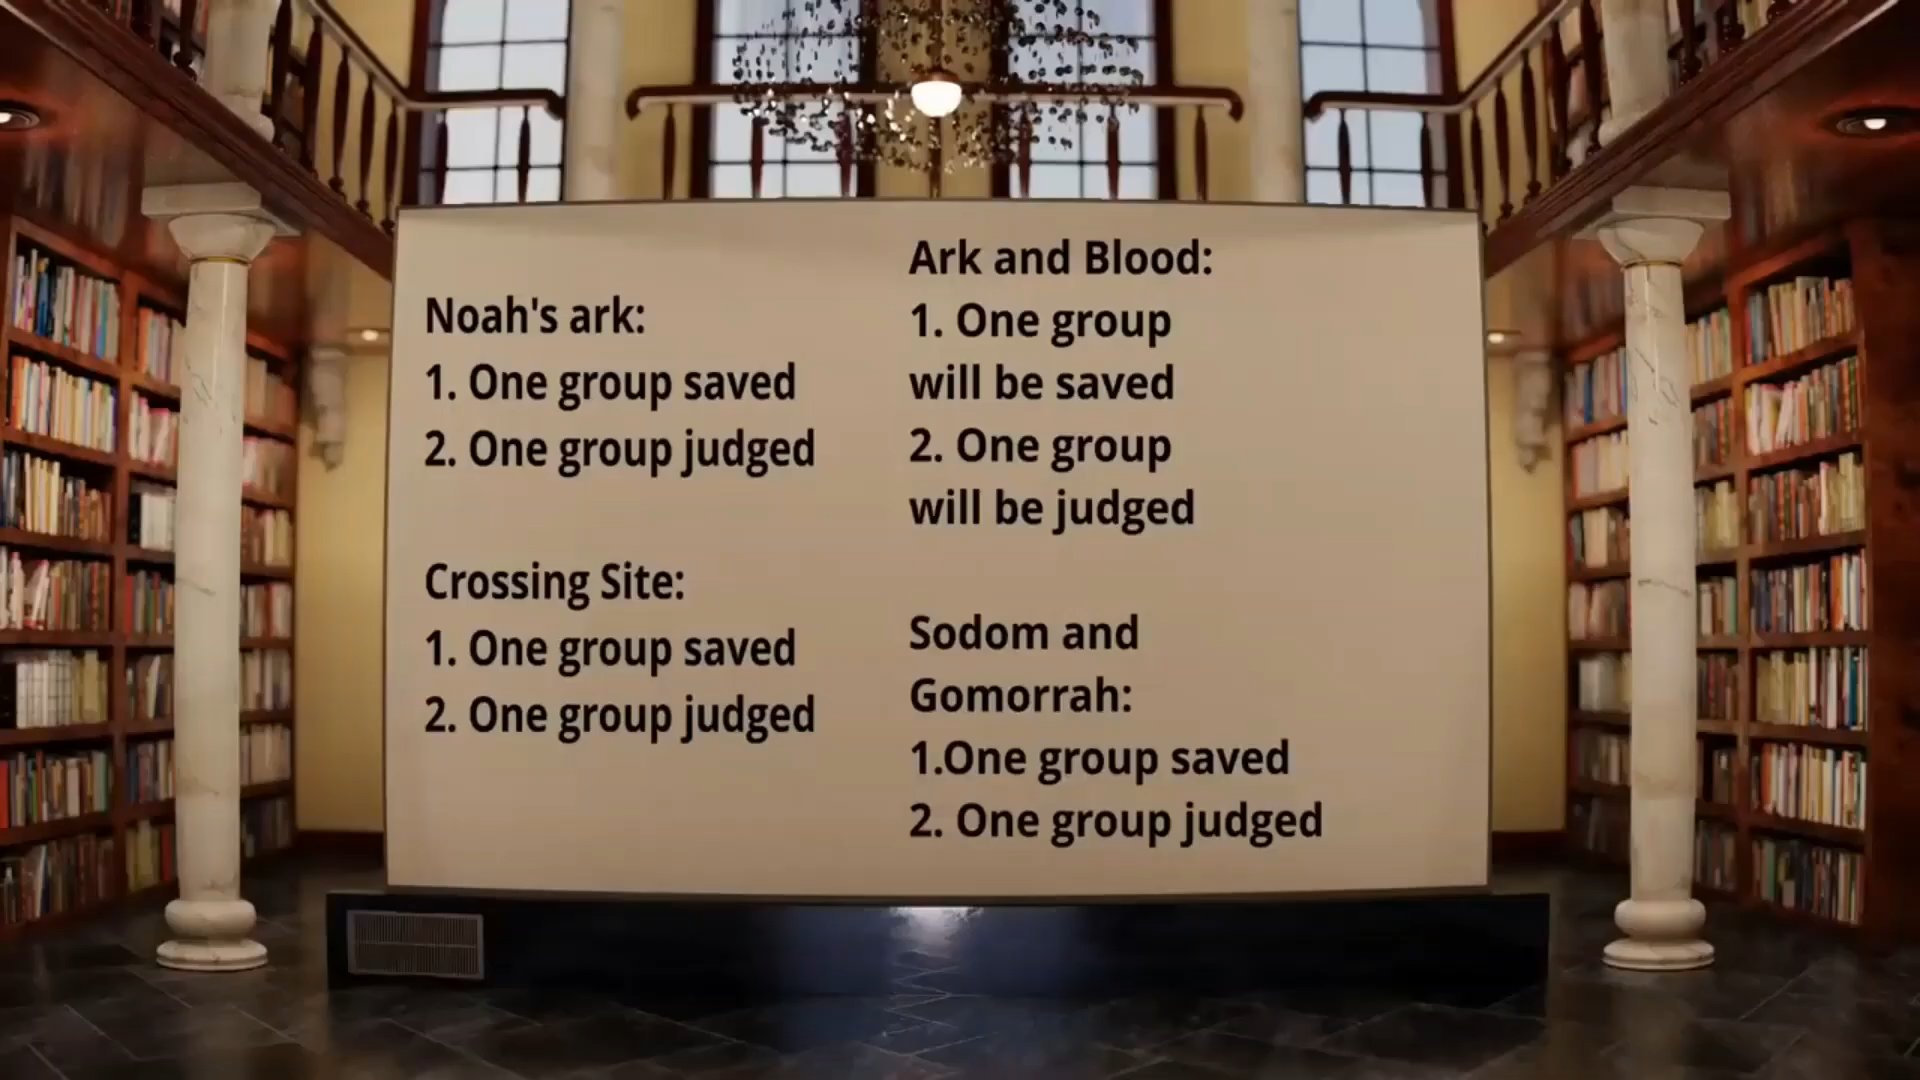 Noah's ark:
1. One group saved
2. One group judged
Crossing Site:
1. One group saved
2. One group judged
Ark and Blood:
1. One group
will be saved
2. One group
will be judged
Sodom and
Gomorrah:
1.One group saved
2. One group judged